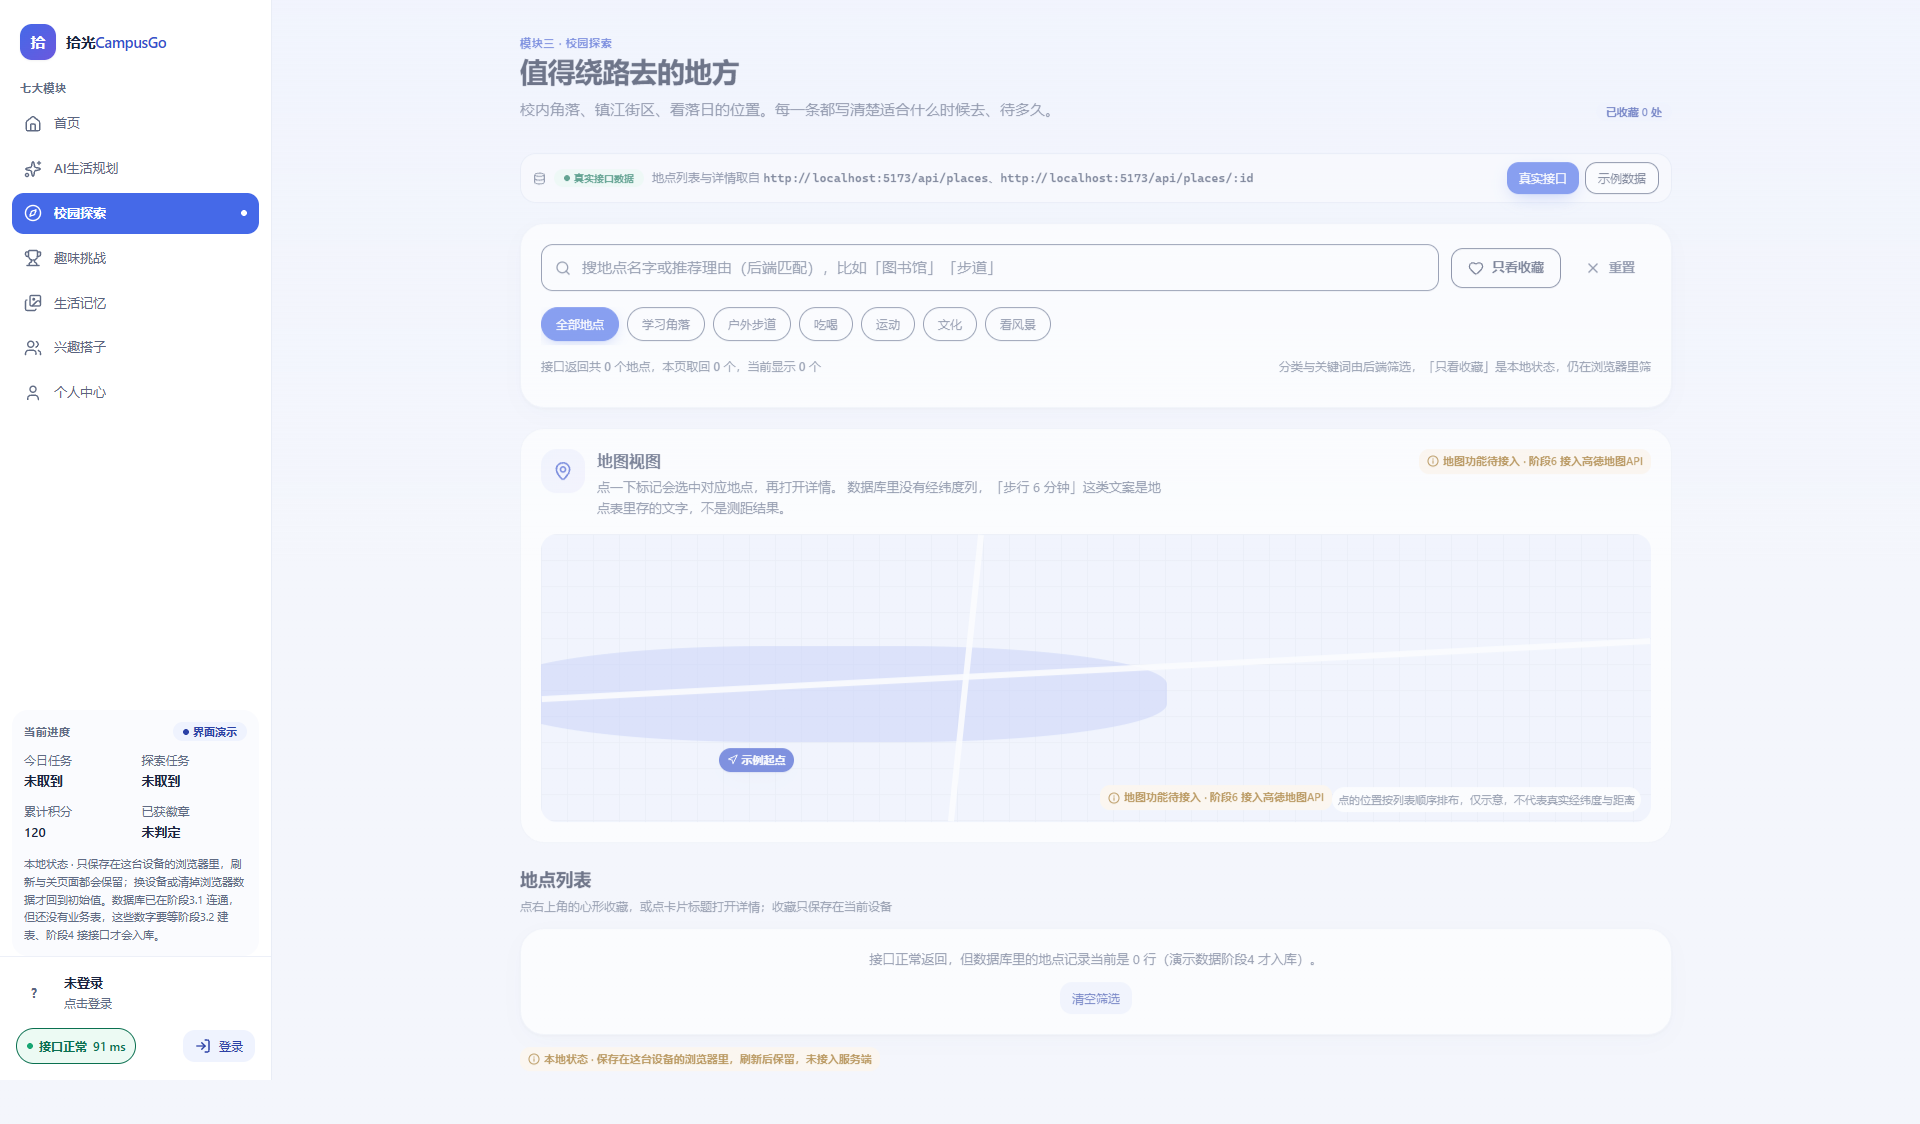 拾 拾光CampusGo
七大模块
首页
AI生活规划
校园探索
趣味挑战
生活记忆
兴趣搭子
个人中心
当前进度 界面演示
今日任务 探索任务
未取到 未取到
累计积分 已获徽章
120 未判定
本地状态 · 只保存在这台设备的浏览器里，刷
新与关页面都会保留；换设备或清掉浏览器数
据才回到初始值。数据库已在阶段3.1 连通，
但还没有业务表，这些数字要等阶段3.2 建
表、阶段4 接接口才会入库。
? 未登录
点击登录
接口正常 91 ms 登录
模块三 · 校园探索
值得绕路去的地方
校内角落、镇江街区、看落日的位置。每一条都写清楚适合什么时候去、待多久。
已收藏 0 处
真实接口数据 地点列表与详情取自 http://localhost:5173/api/places、http://localhost:5173/api/places/:id 真实接口 示例数据
搜地点名字或推荐理由（后端匹配），比如「图书馆」「步道」 只看收藏 重置
全部地点 学习角落 户外步道 吃喝 运动 文化 看风景
接口返回共 0 个地点，本页取回 0 个，当前显示 0 个 分类与关键词由后端筛选，「只看收藏」是本地状态，仍在浏览器里筛
地图视图 地图功能待接入 · 阶段6 接入高德地图API
点一下标记会选中对应地点，再打开详情。 数据库里没有经纬度列，「步行 6 分钟」这类文案是地
点表里存的文字，不是测距结果。
示例起点
地图功能待接入 · 阶段6 接入高德地图API 点的位置按列表顺序排布，仅示意，不代表真实经纬度与距离
地点列表
点右上角的心形收藏，或点卡片标题打开详情；收藏只保存在当前设备
接口正常返回，但数据库里的地点记录当前是 0 行（演示数据阶段4 才入库）。
清空筛选
本地状态 · 保存在这台设备的浏览器里，刷新后保留，未接入服务端